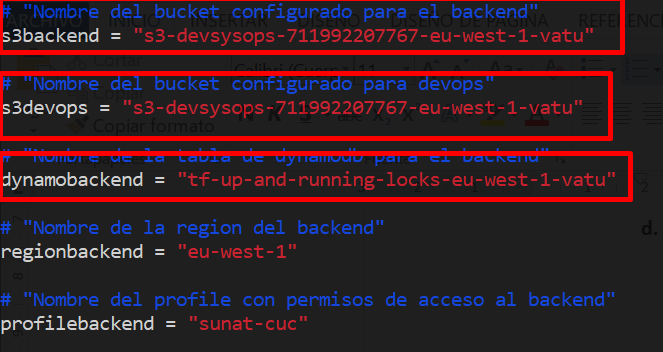 # "Nombre del bucket configurado para el backend"
s3backend = "s3-devsysops-711992207767-eu-west-1-vatu"
# "Nombre del bucket configurado para devops"
s3devops = "s3-devsysops-711992207767-eu-west-1-vatu"
Copiar formato
# "Nombre de la tabla de dynamodb para el backend"
dynamobackend = "tf-up-and-running-locks-eu-west-1-vatu"
# "Nombre de la region del backend"
regionbackend = "eu-west-1"
d.
# "Nombre del profile con permisos de acceso al backend"
profilebackend = "sunat-cuc"